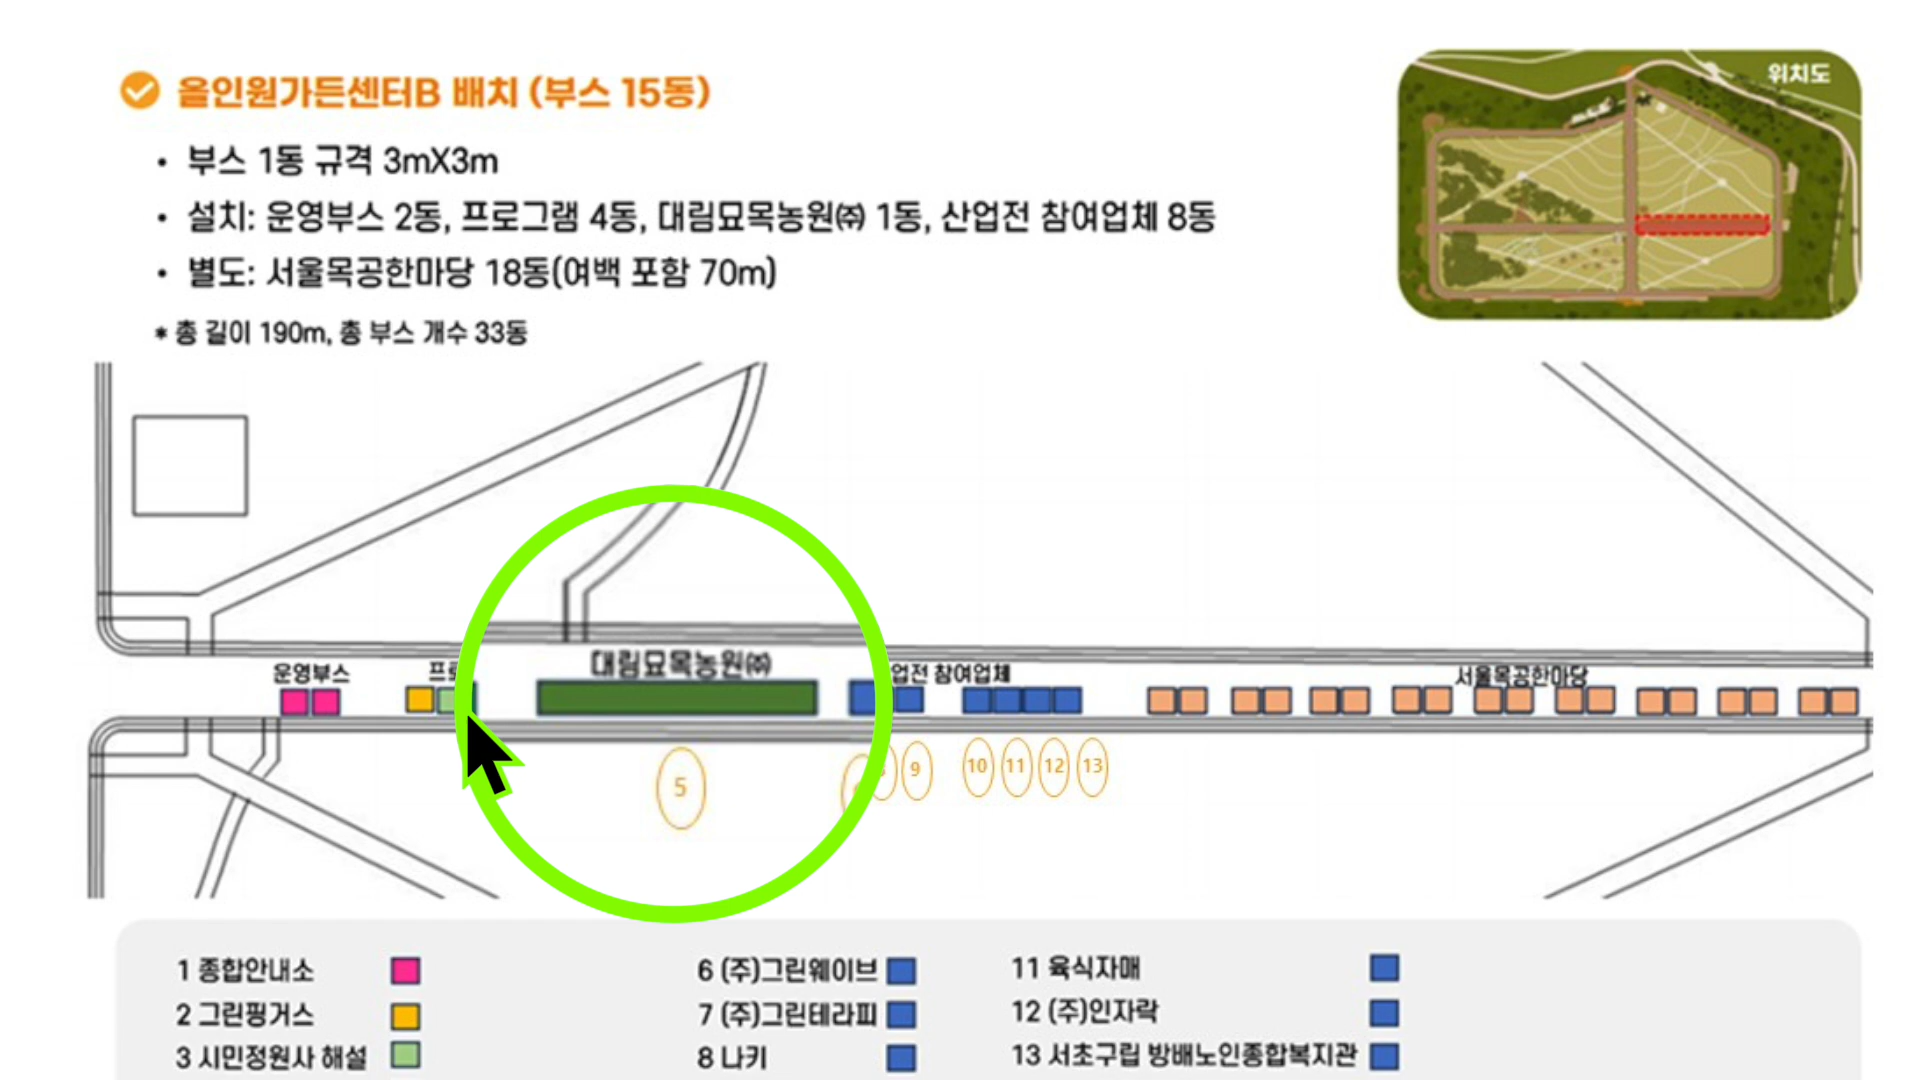 올인원가든센터B 배치 (부스 15동)
위치도
• 부스 1동 규격 3mX3m
• 설치: 운영부스 2동, 프로그램 4동, 대림묘목농원㈜ 1동, 산업전 참여업체 8동
• 별도: 서울목공한마당 18동(여백 포함 70m)
* 총 길이 190m, 총 부스 개수 33동
운영부스
대림묘목농원㈜
참여업체
서울목공한마당
5
9
10
11
12
13
1 종합안내소
2 그린핑거스
3 시민정원사 해설
6 (주)그린웨이브
7 (주)그린테라피
8 나키
11 육식자매
12 (주)인자락
13 서초구립 방배노인종합복지관